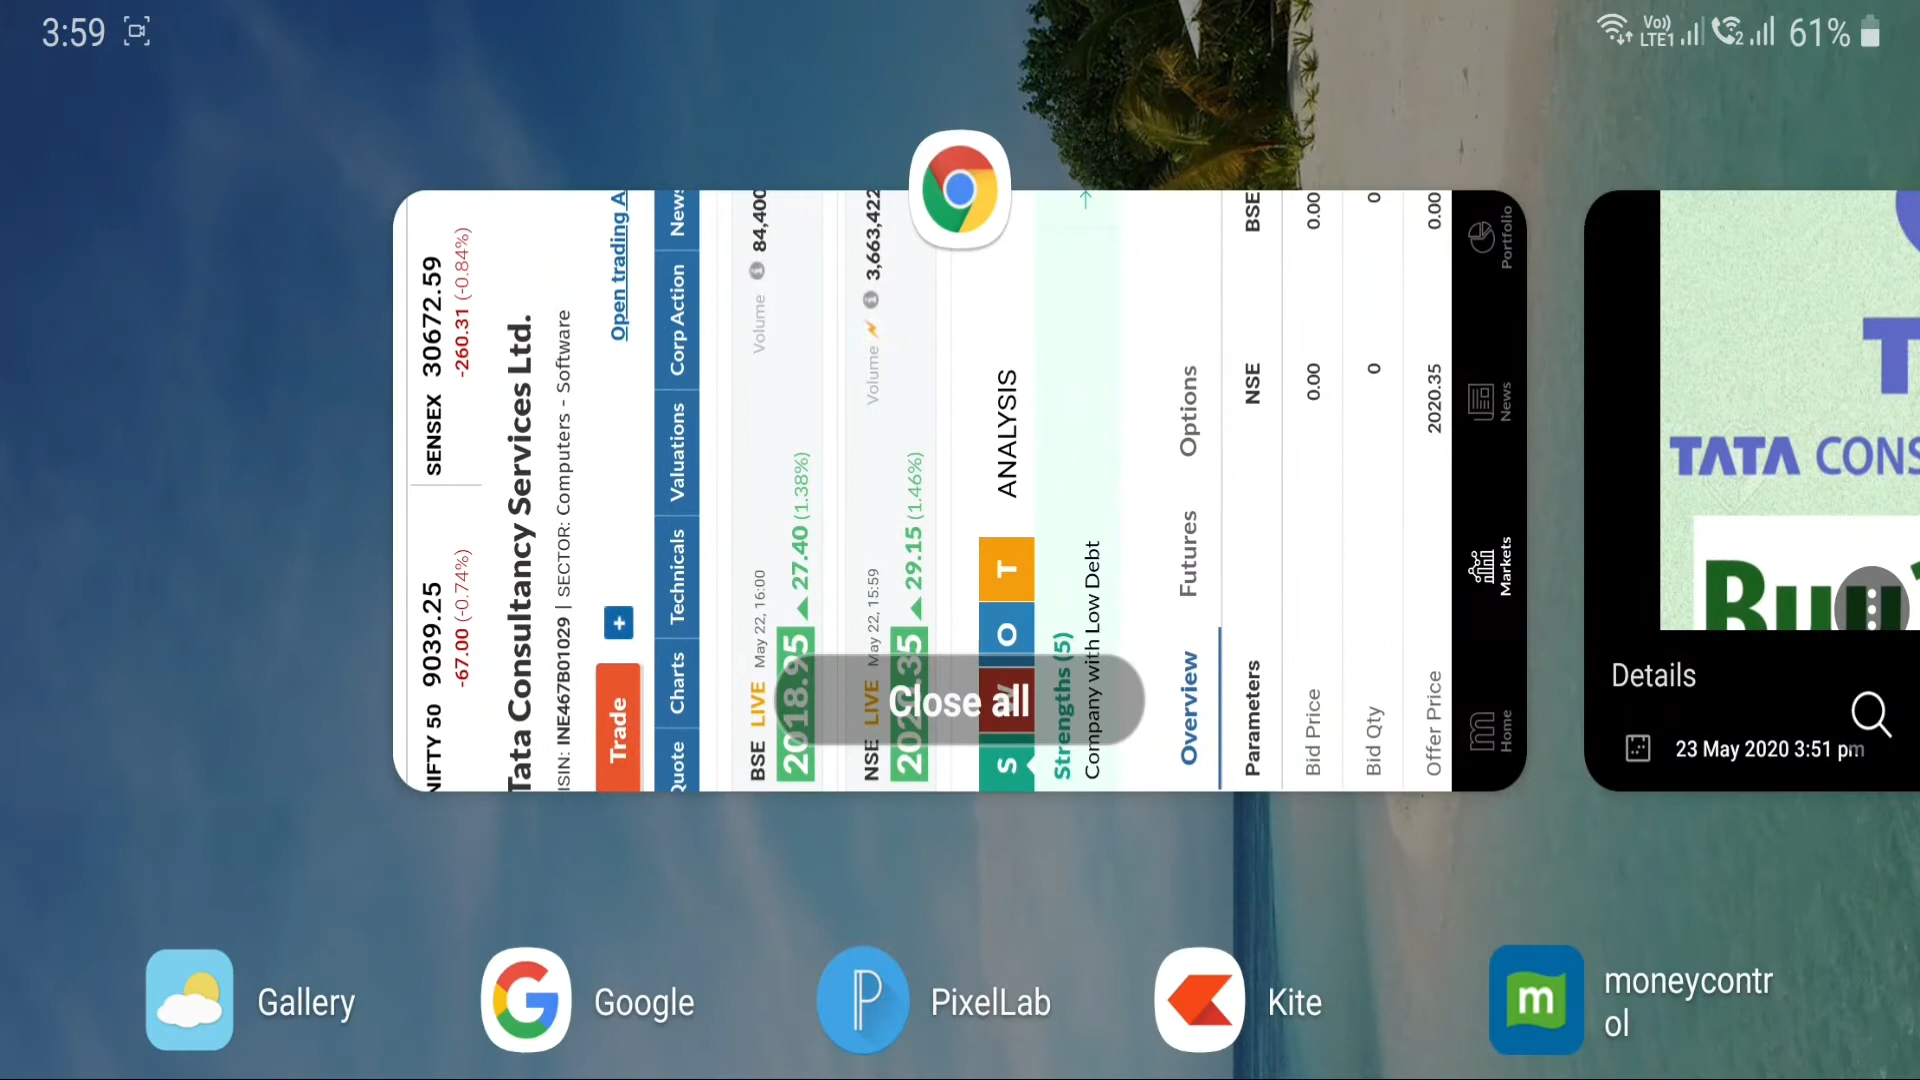 3:59
Vo)) LTE1 2 61%
NIFTY 50 9039.25
-67.00 (-0.74%)
SENSEX 30672.59
-260.31 (-0.84%)
Tata Consultancy Services Ltd.
ISIN: INE467B01029 | SECTOR: Computers - Software
Trade + Open trading A
Quote Charts Technicals Valuations Corp Action News
BSE LIVE May 22, 16:00 Volume 84,400
2018.95 27.40 (1.38%)
NSE LIVE May 22, 15:59 Volume 3,663,422
29.15 (1.46%)
S O T ANALYSIS
Strengths (5)
Company with Low Debt
Overview Futures Options
Parameters NSE BSE
Bid Price 0.00 0.00
Bid Qty 0 0
Offer Price 2020.35 0.00
Home Markets News Portfolio
Close all
T
TATA CONS
Buy
Details
23 May 2020 3:51 pm
Gallery
Google
PixelLab
Kite
moneycontr
ol